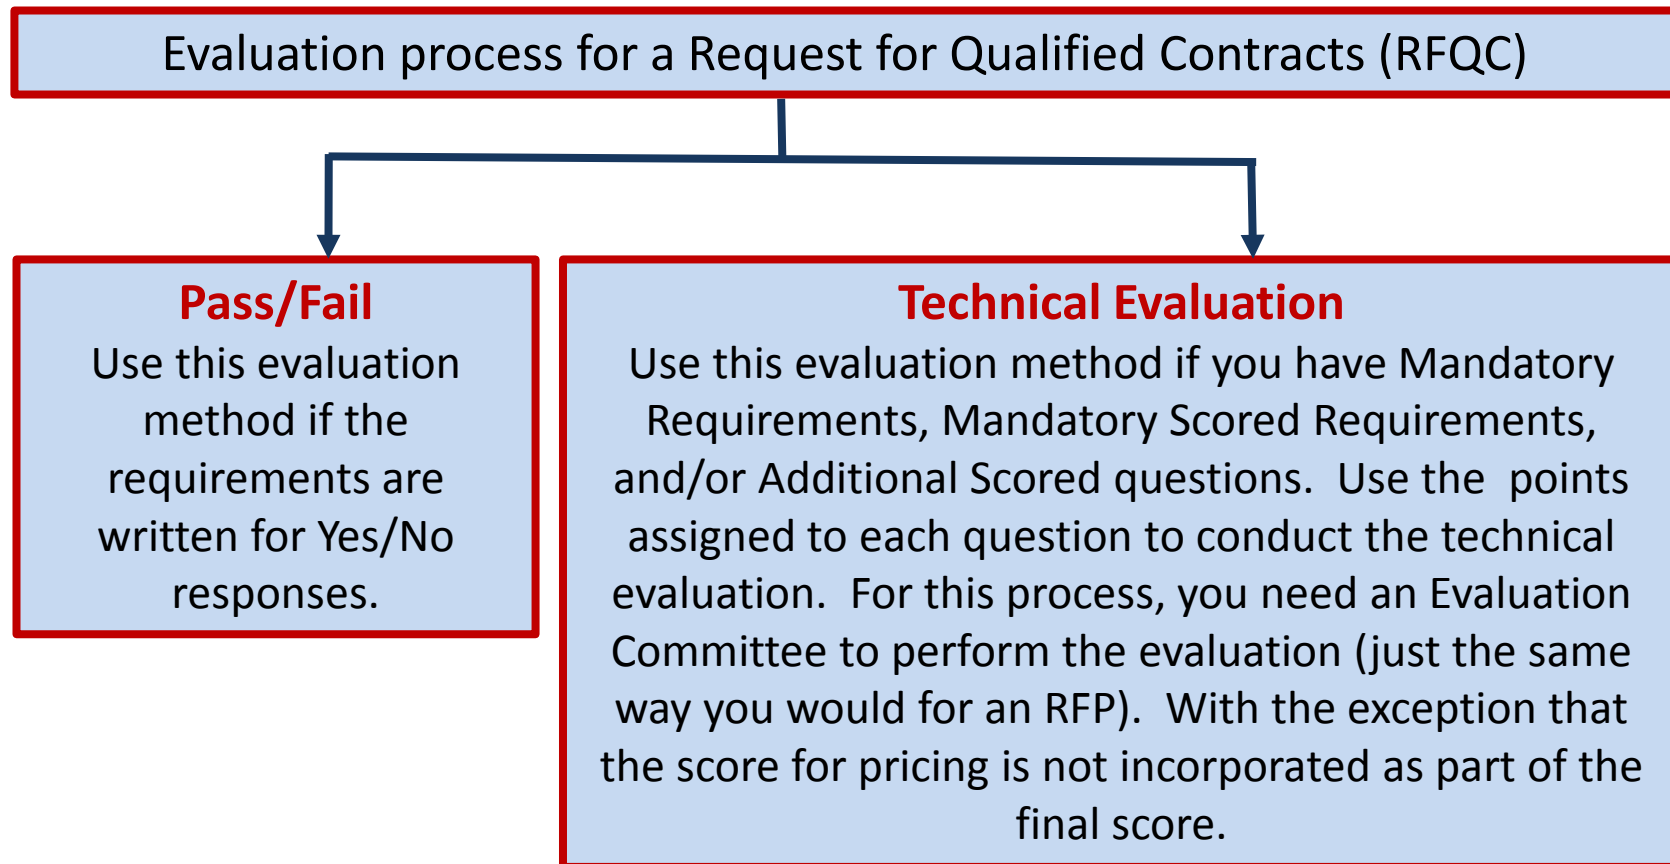 Evaluation process for a Request for Qualified Contracts (RFQC)
Pass/Fail
Use this evaluation
method if the
requirements are
written for Yes/No
responses.
Technical Evaluation
Use this evaluation method if you have Mandatory
Requirements, Mandatory Scored Requirements,
and/or Additional Scored questions.  Use the  points
assigned to each question to conduct the technical
evaluation.  For this process, you need an Evaluation
Committee to perform the evaluation (just the same
way you would for an RFP).  With the exception that
the score for pricing is not incorporated as part of the
final score.